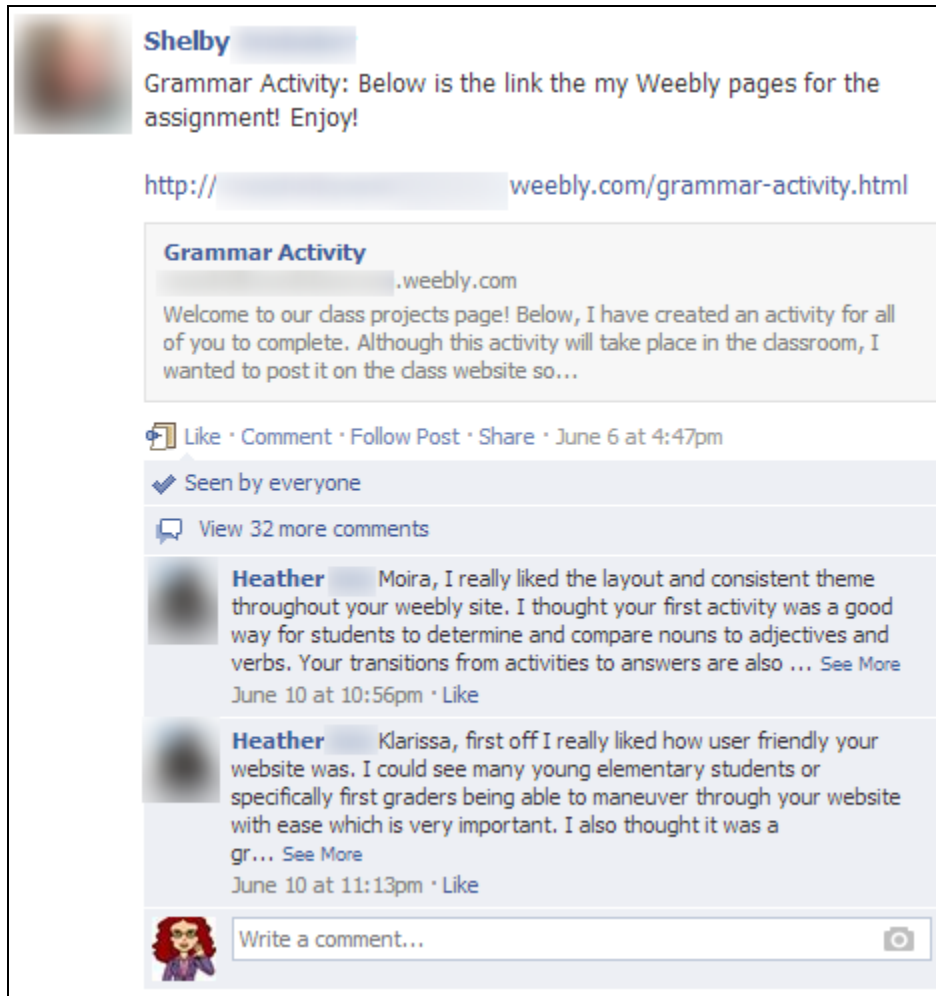 Shelby
Grammar Activity: Below is the link the my Weebly pages for the
assignment! Enjoy!
http:// weebly.com/grammar-activity.html
Grammar Activity
.weebly.com
Welcome to our class projects page! Below, I have created an activity for all
of you to complete. Although this activity will take place in the classroom, I
wanted to post it on the class website so...
Like · Comment · Follow Post · Share · June 6 at 4:47pm
Seen by everyone
View 32 more comments
Heather Moira, I really liked the layout and consistent theme
throughout your weebly site. I thought your first activity was a good
way for students to determine and compare nouns to adjectives and
verbs. Your transitions from activities to answers are also ... See More
June 10 at 10:56pm · Like
Heather Klarissa, first off I really liked how user friendly your
website was. I could see many young elementary students or
specifically first graders being able to maneuver through your website
with ease which is very important. I also thought it was a
gr... See More
June 10 at 11:13pm · Like
Write a comment...